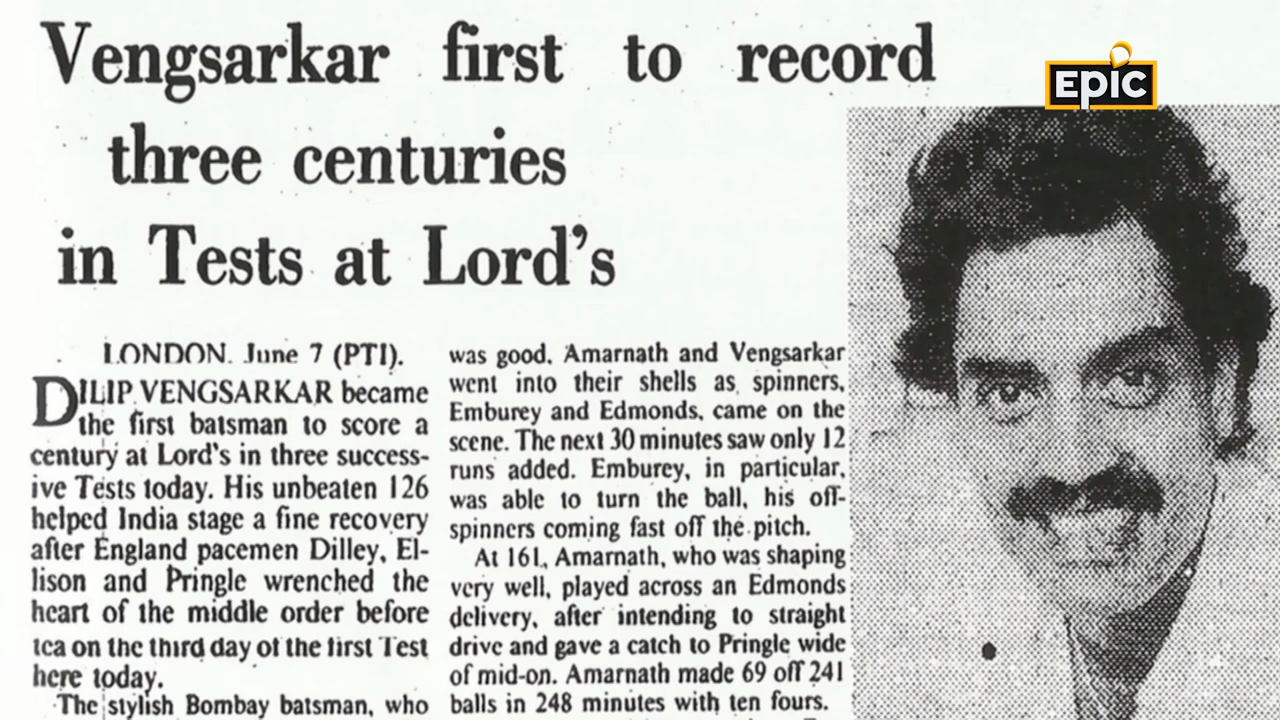 Vengsarkar first to record
three centuries
in Tests at Lord's
EPIC
LONDON. June 7 (PTI).
DILIP VENGSARKAR became
the first batsman to score a
century at Lord's in three success-
ive Tests today. His unbeaten 126
helped India stage a fine recovery
after England pacemen Dilley, El-
lison and Pringle wrenched the
heart of the middle order before
tea on the third day of the first Test
here today.
The stylish Bombay batsman, who
was good, Amarnath and Vengsarkar
went into their shells as spinners,
Emburey and Edmonds, came on the
scene. The next 30 minutes saw only 12
runs added. Emburey, in particular,
was able to turn the ball, his off-
spinners coming fast off the pitch.
At 161, Amarnath, who was shaping
very well, played across an Edmonds
delivery, after intending to straight
drive and gave a catch to Pringle wide
of mid-on. Amarnath made 69 off 241
balls in 248 minutes with ten fours.